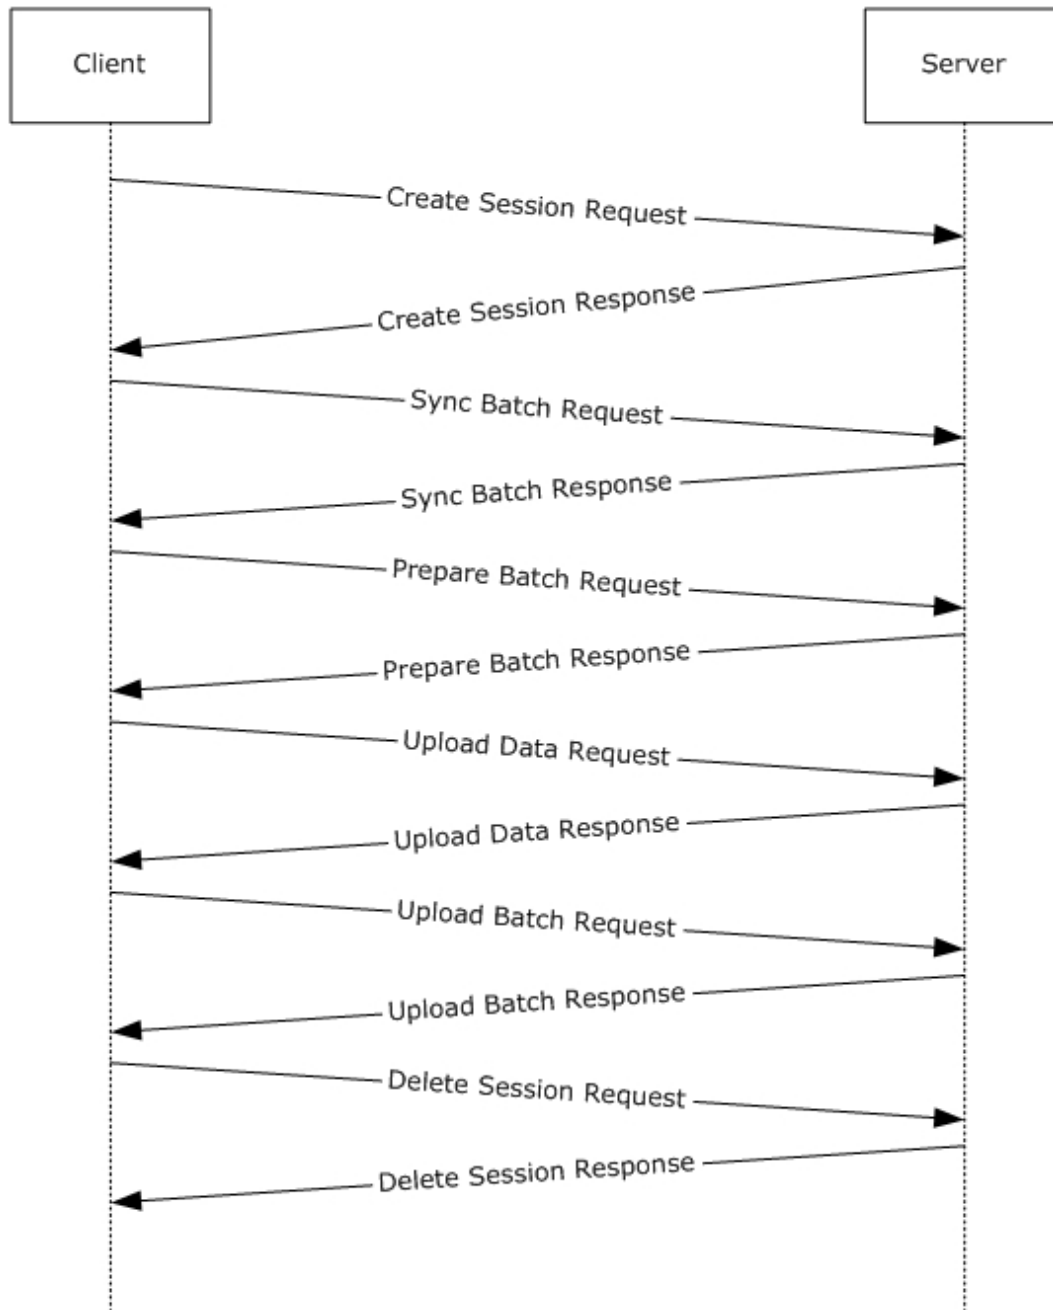 Client
Server
Create Session Request
Create Session Response
Sync Batch Request
Sync Batch Response
Prepare Batch Request
Prepare Batch Response
Upload Data Request
Upload Data Response
Upload Batch Request
Upload Batch Response
Delete Session Request
Delete Session Response